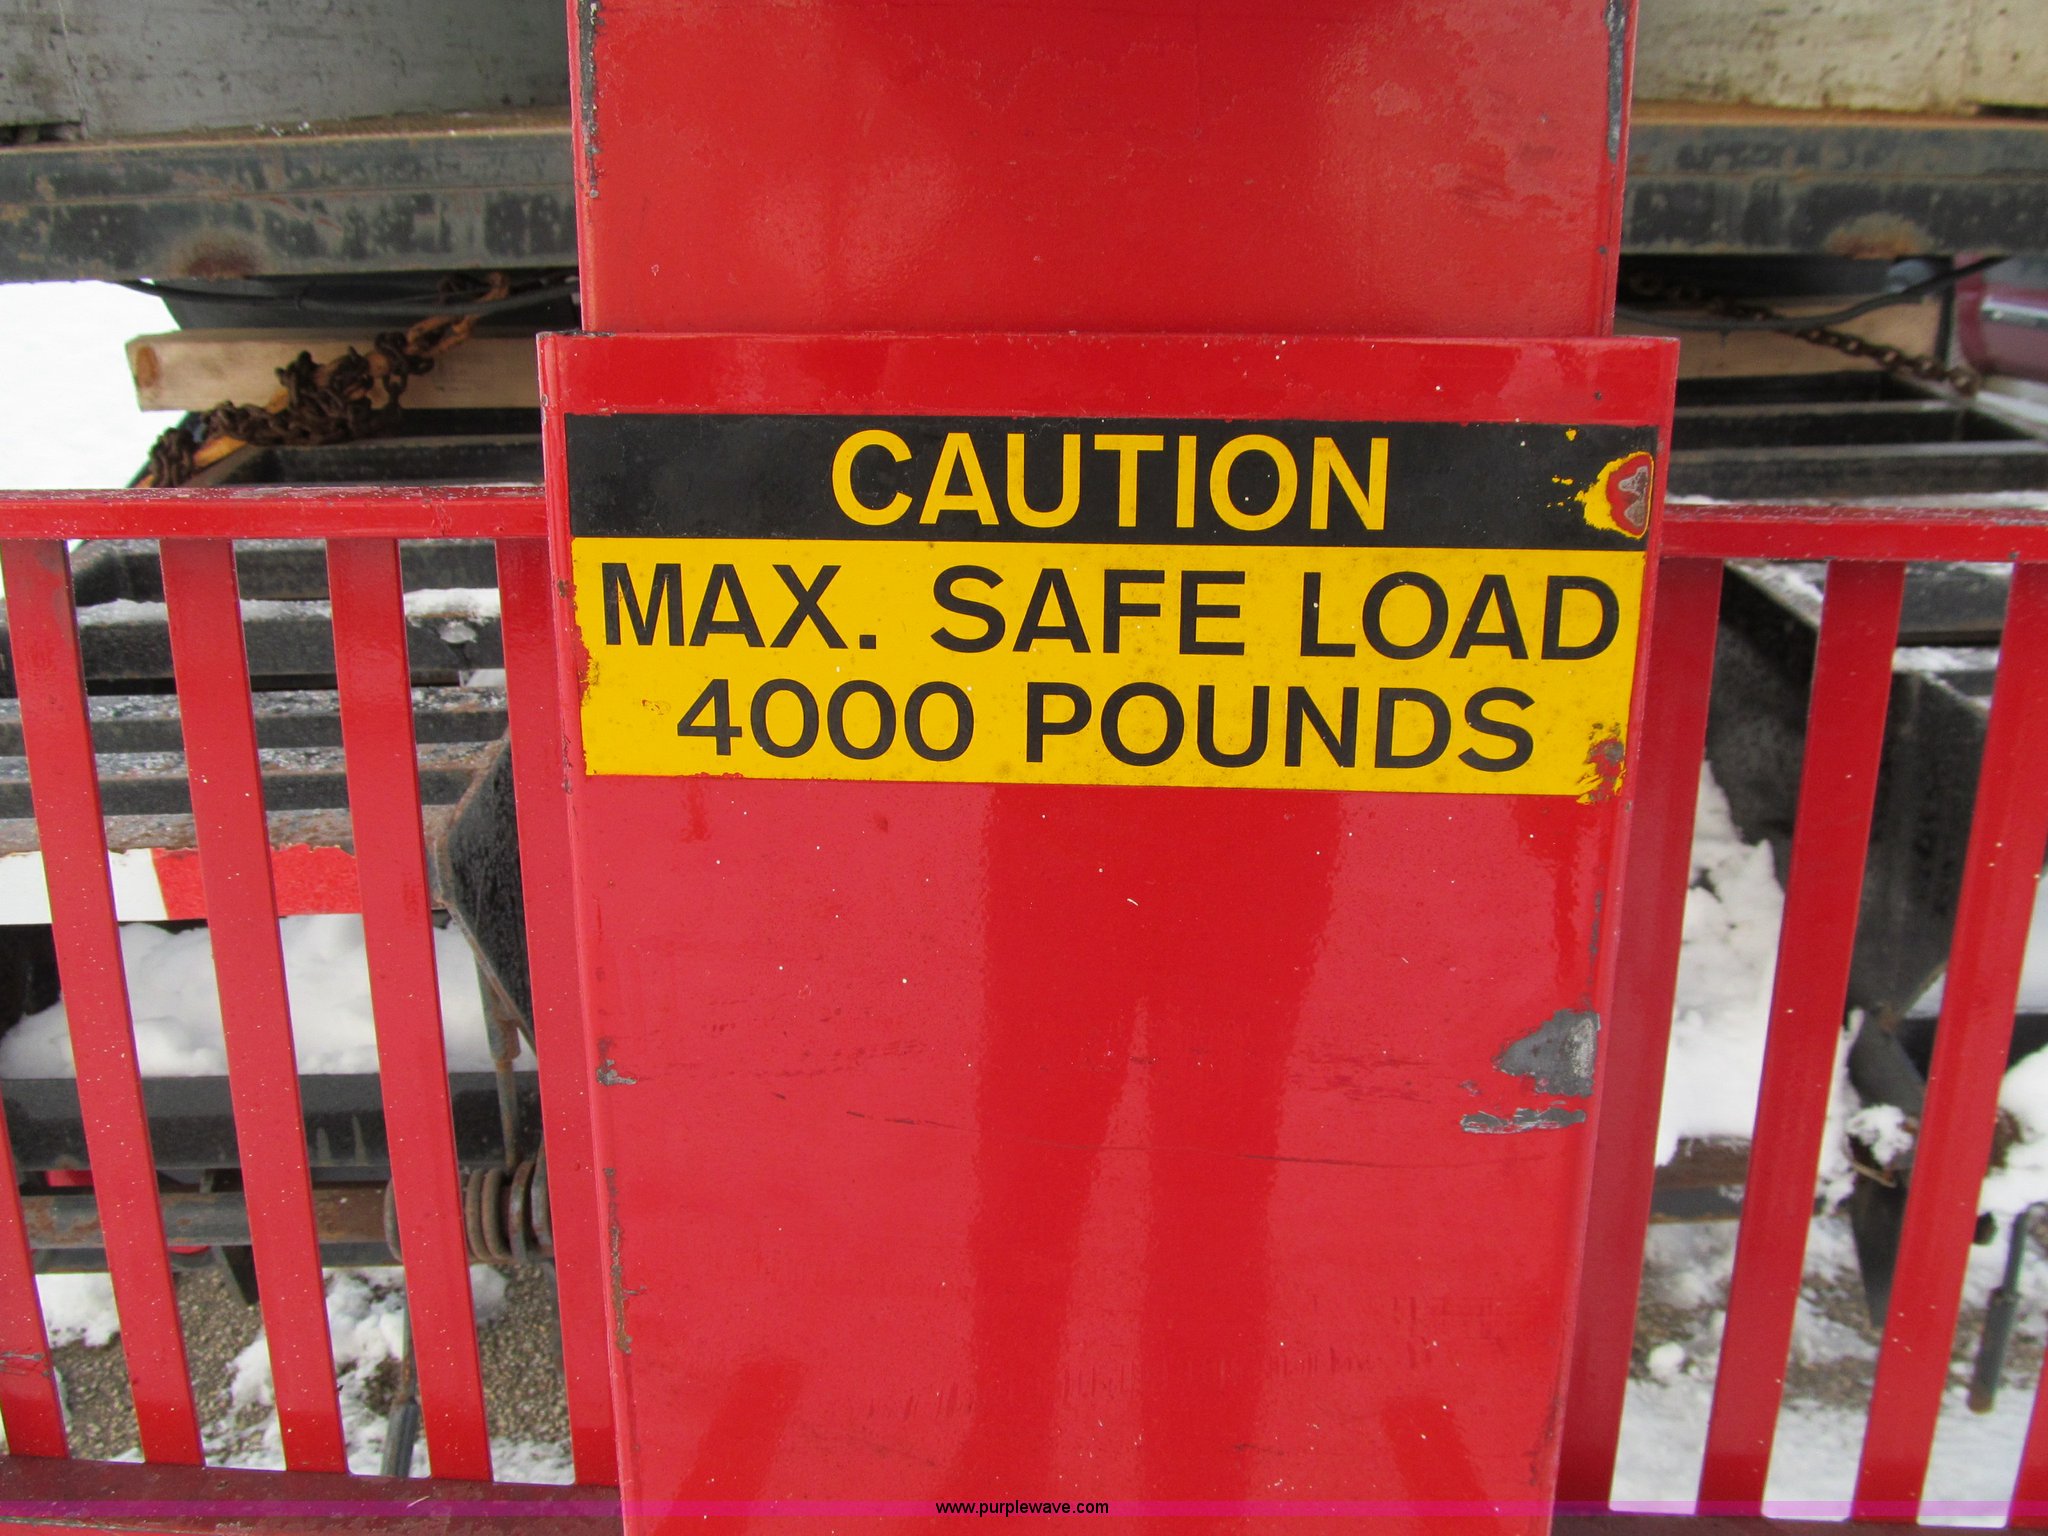 CAUTION
MAX. SAFE LOAD
4000 POUNDS
www.purplewave.com